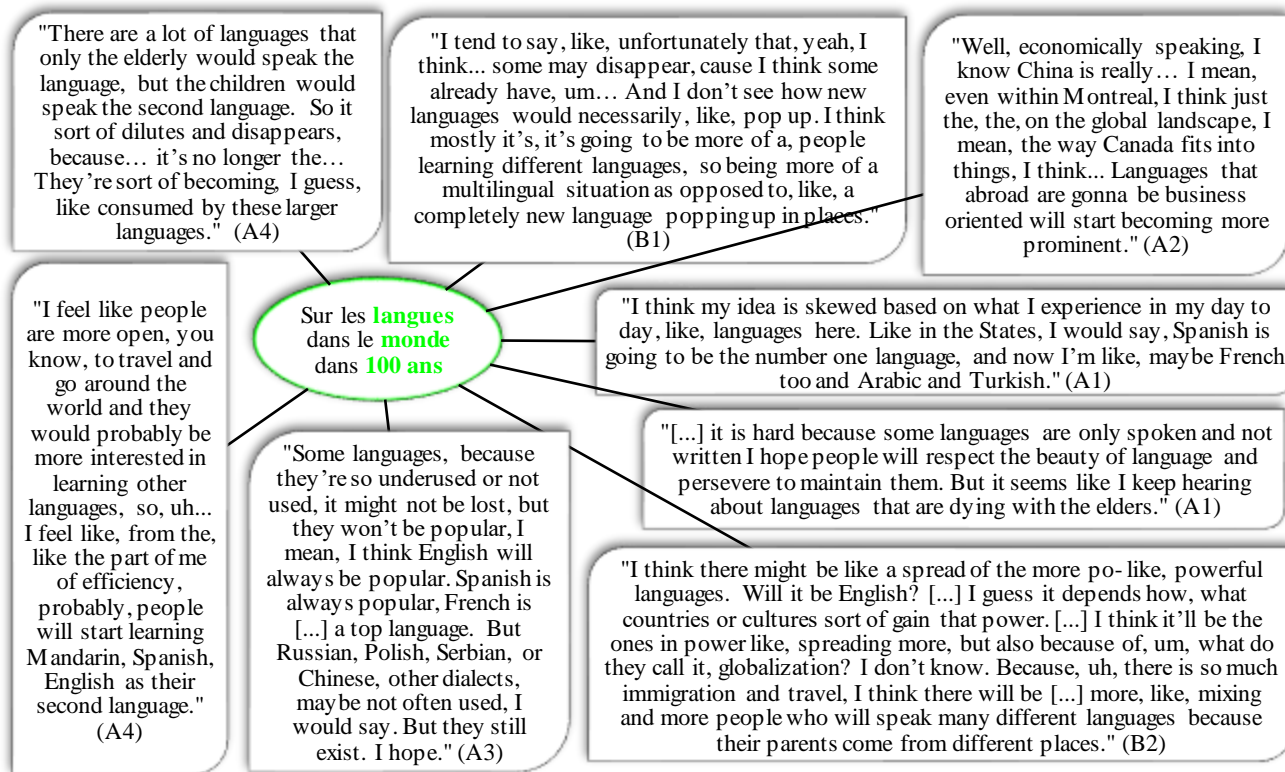 "There are a lot of languages that
only the elderly would speak the
language, but the children would
speak the second language. So it
sort of dilutes and disappears,
because… it's no longer the…
They're sort of becoming, I guess,
like consumed by these larger
languages." (A4)
"I tend to say, like, unfortunately that, yeah, I
think... some may disappear, cause I think some
already have, um… And I don't see how new
languages would necessarily, like, pop up. I think
mostly it's, it's going to be more of a, people
learning different languages, so being more of a
multilingual situation as opposed to, like, a
completely new language popping up in places."
(B1)
"Well, economically speaking, I
know China is really… I mean,
even within Montreal, I think just
the, the, on the global landscape, I
mean, the way Canada fits into
things, I think... Languages that
abroad are gonna be business
oriented will start becoming more
prominent." (A2)
Sur les langues
dans le monde
dans 100 ans
"I think my idea is skewed based on what I experience in my day to
day, like, languages here. Like in the States, I would say, Spanish is
going to be the number one language, and now I'm like, maybe French
too and Arabic and Turkish." (A1)
"[...] it is hard because some languages are only spoken and not
written I hope people will respect the beauty of language and
persevere to maintain them. But it seems like I keep hearing
about languages that are dying with the elders." (A1)
"I think there might be like a spread of the more po- like, powerful
languages. Will it be English? [...] I guess it depends how, what
countries or cultures sort of gain that power. [...] I think it'll be the
ones in power like, spreading more, but also because of, um, what do
they call it, globalization? I don't know. Because, uh, there is so much
immigration and travel, I think there will be [...] more, like, mixing
and more people who will speak many different languages because
their parents come from different places." (B2)
"Some languages, because
they're so underused or not
used, it might not be lost, but
they won't be popular, I
mean, I think English will
always be popular. Spanish is
always popular, French is
[...] a top language. But
Russian, Polish, Serbian, or
Chinese, other dialects,
maybe not often used, I
would say. But they still
exist. I hope." (A3)
"I feel like people
are more open, you
know, to travel and
go around the
world and they
would probably be
more interested in
learning other
languages, so, uh...
I feel like, from the,
like the part of me
of efficiency,
probably, people
will start learning
Mandarin, Spanish,
English as their
second language."
(A4)